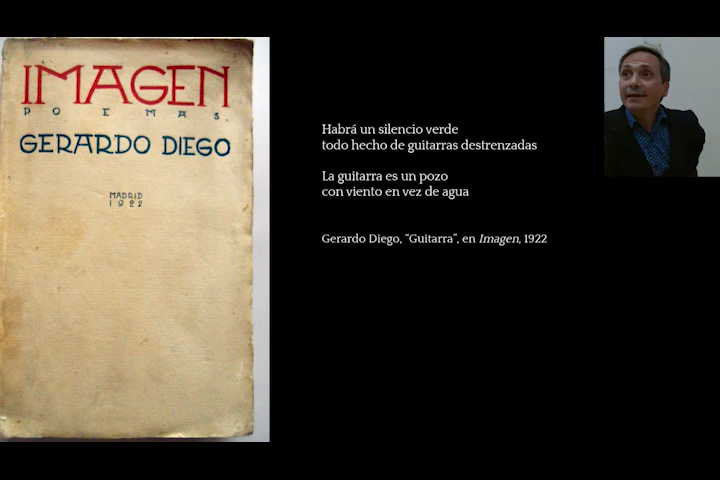 IMAGEN
POEMAS.
GERARDO DIEGO
MADRID
1922
Habrá un silencio verde
todo hecho de guitarras destrenzadas
La guitarra es un pozo
con viento en vez de agua
Gerardo Diego, “Guitarra”, en Imagen, 1922